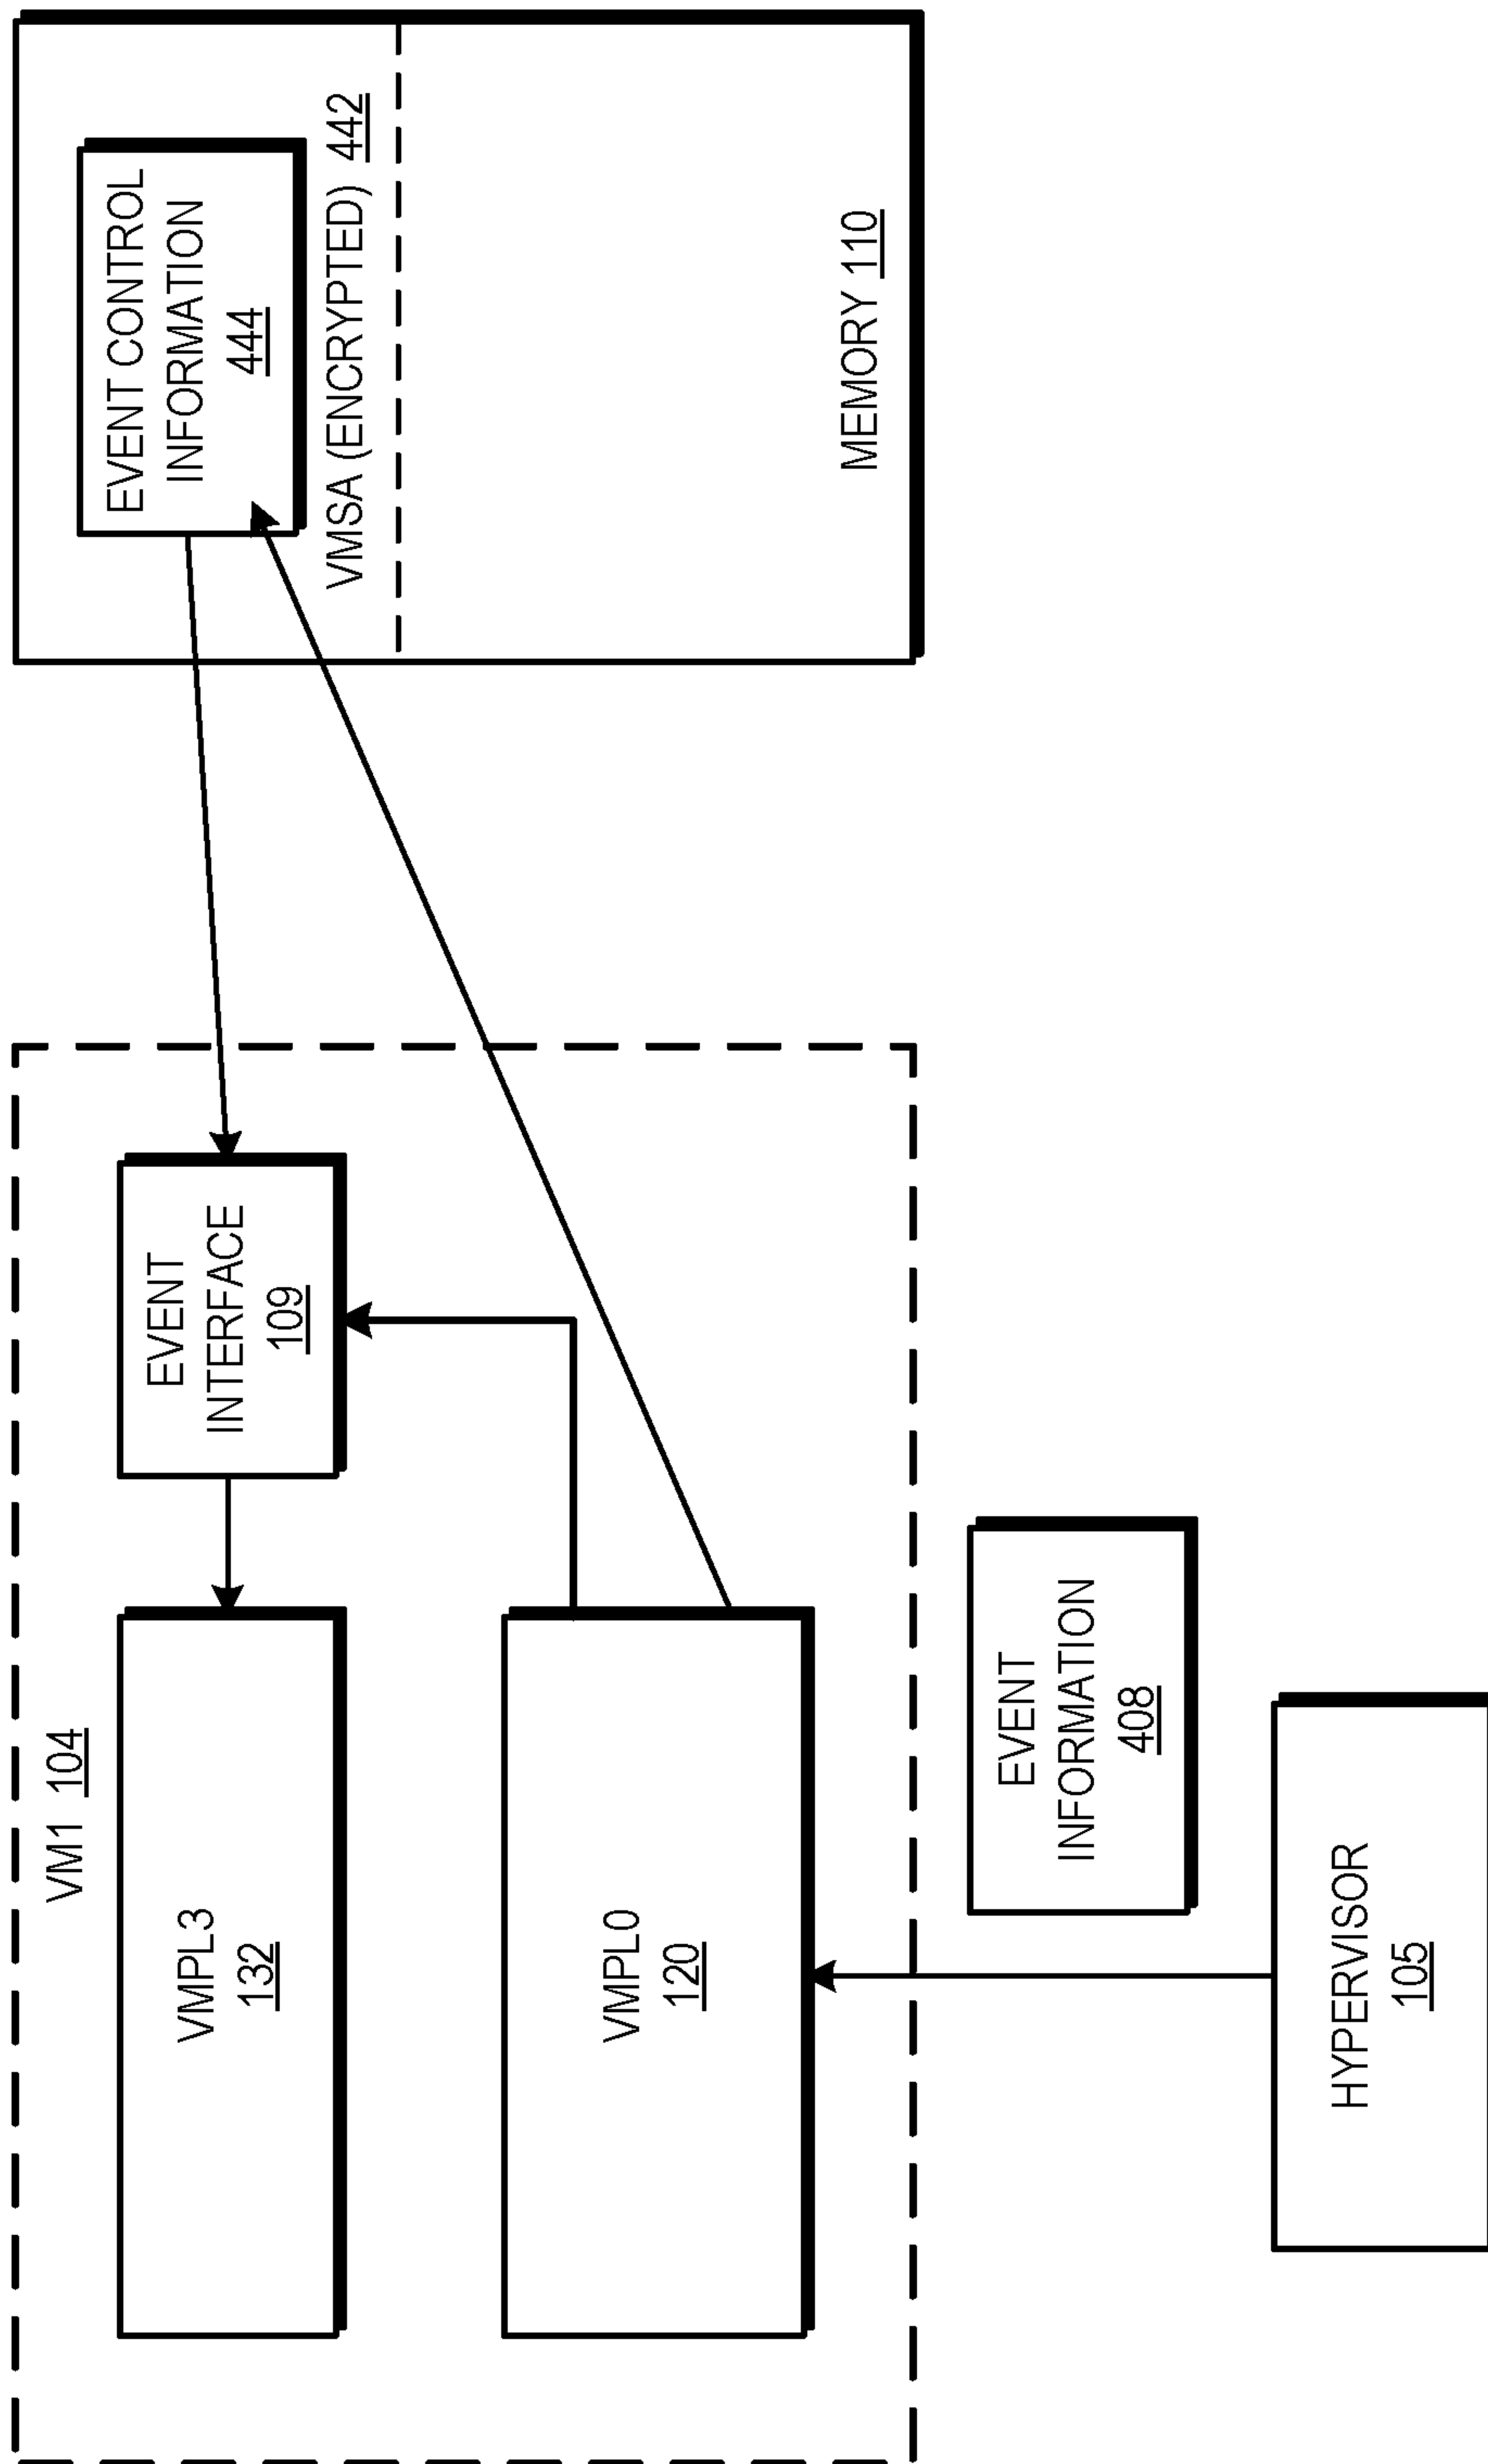 VM1 104
VMPL3
132
EVENT
INTERFACE
109
EVENT CONTROL
INFORMATION
444
VMSA (ENCRYPTED) 442
VMPL0
120
MEMORY 110
EVENT
INFORMATION
408
HYPERVISOR
105